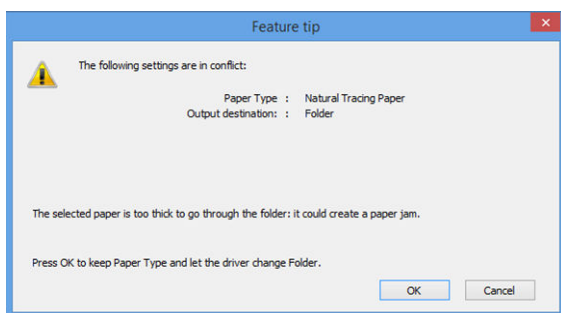 Feature tip
The following settings are in conflict:
Paper Type : Natural Tracing Paper
Output destination: : Folder
The selected paper is too thick to go through the folder: it could create a paper jam.
Press OK to keep Paper Type and let the driver change Folder.
OK Cancel